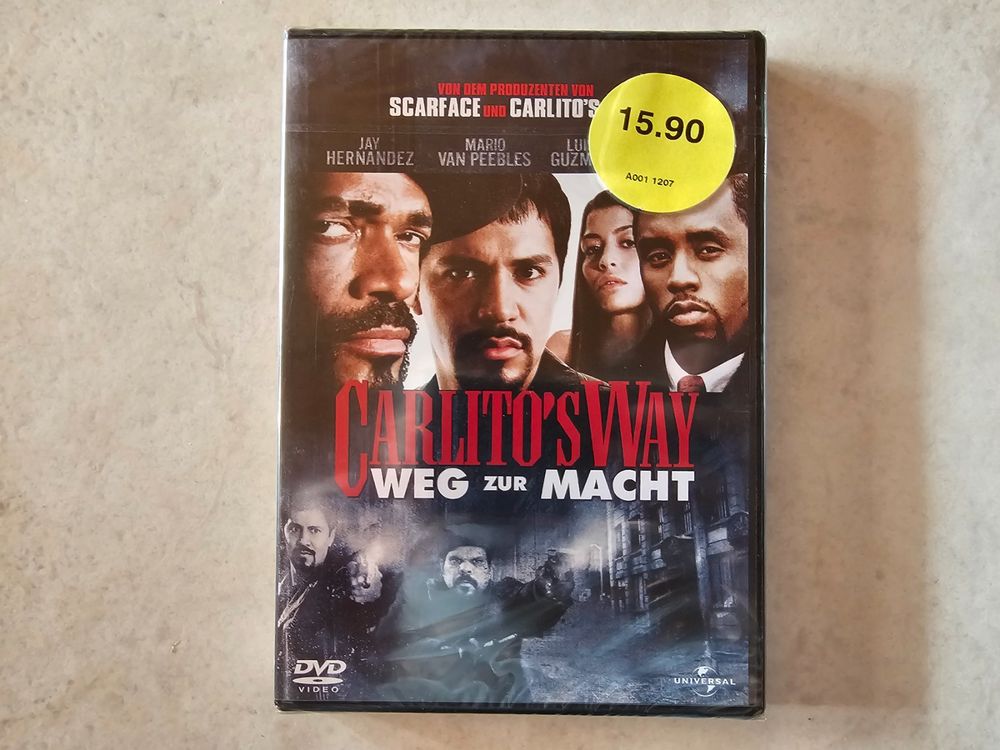 VON DEM PRODUZENTEN VON
SCARFACE UND CARLITO'S
15.90
A001 1207
JAY HERNANDEZ
MARIO VAN PEEBLES
CARLITO'S WAY
WEG ZUR MACHT
DVD
VIDEO
UNIVERSAL